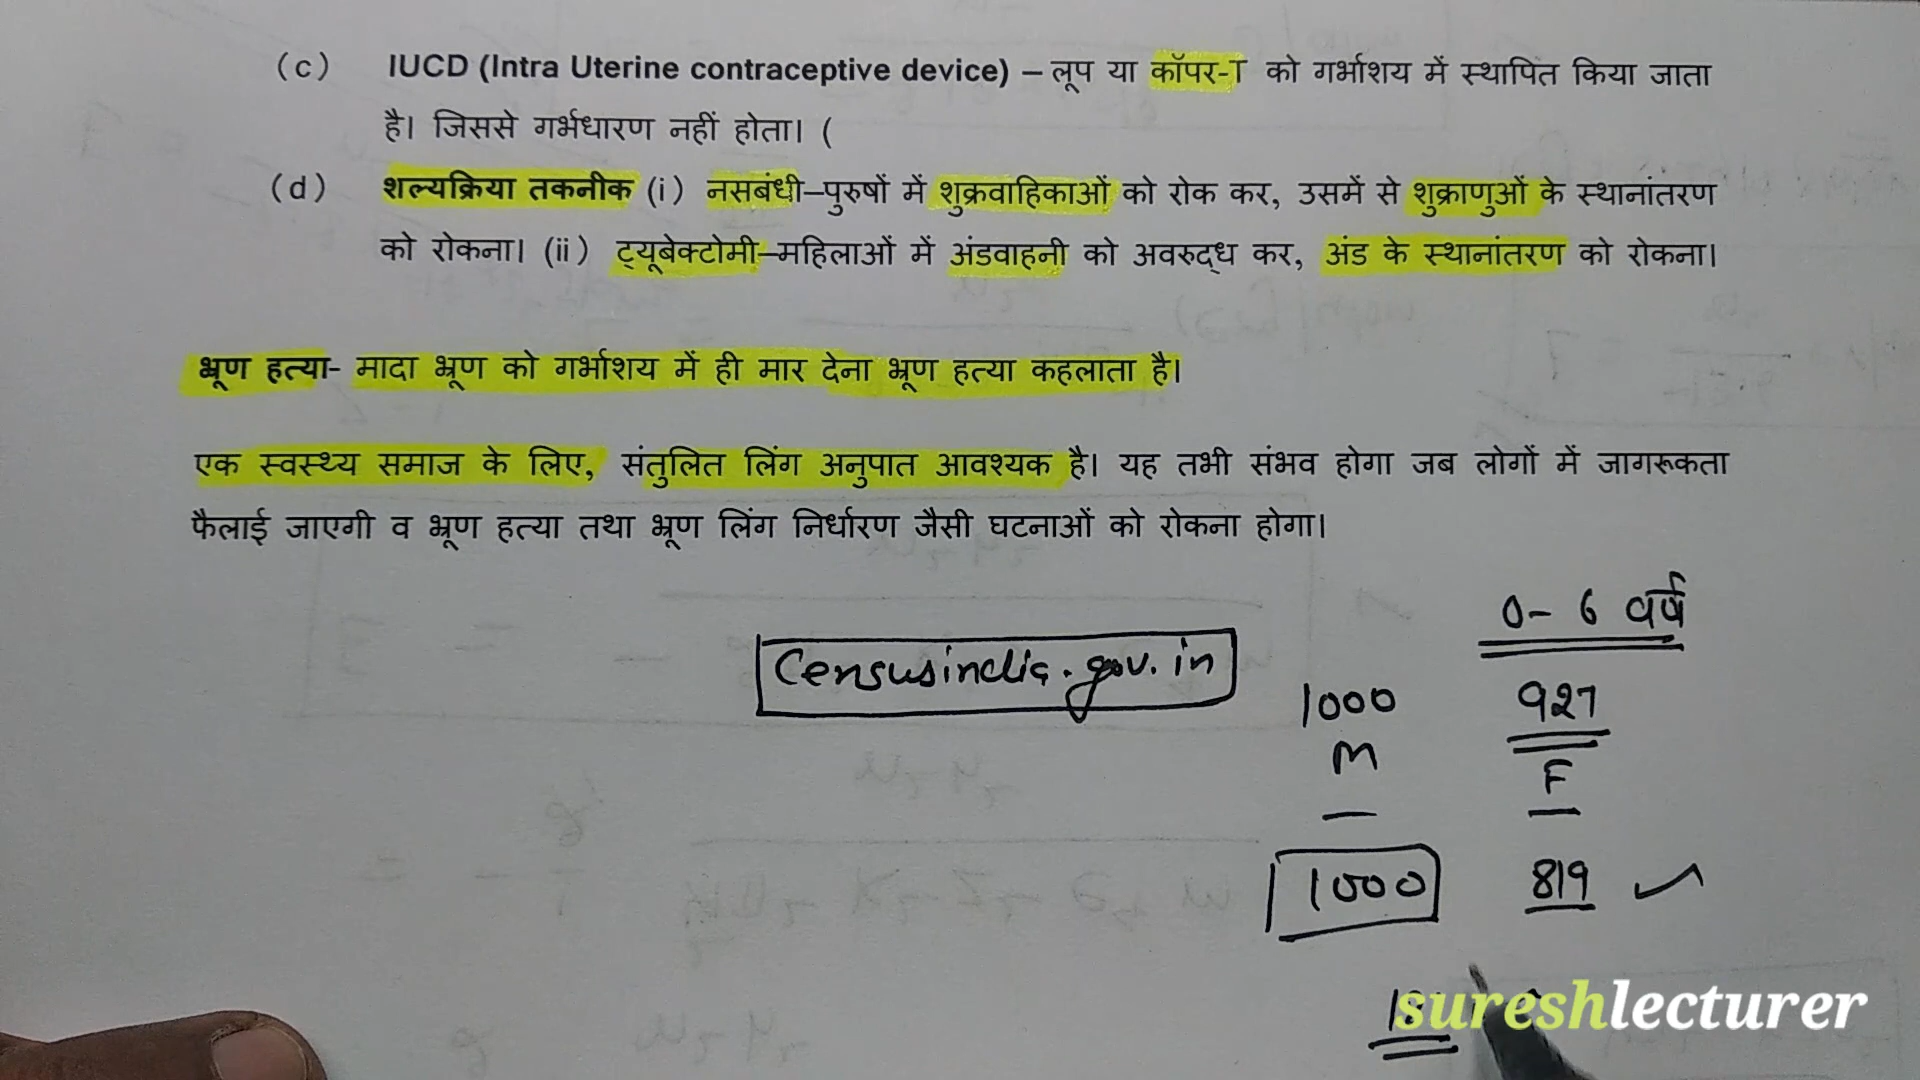 (c) IUCD (Intra Uterine contraceptive device) – लूप या कॉपर-T को गर्भाशय में स्थापित किया जाता
है। जिससे गर्भधारण नहीं होता। (
(d) शल्यक्रिया तकनीक (i) नसबंधी–पुरुषों में शुक्रवाहिकाओं को रोक कर, उसमें से शुक्राणुओं के स्थानांतरण
को रोकना। (ii) ट्यूबेक्टोमी–महिलाओं में अंडवाहनी को अवरुद्ध कर, अंड के स्थानांतरण को रोकना।
भ्रूण हत्या- मादा भ्रूण को गर्भाशय में ही मार देना भ्रूण हत्या कहलाता है।
एक स्वस्थ्य समाज के लिए, संतुलित लिंग अनुपात आवश्यक है। यह तभी संभव होगा जब लोगों में जागरूकता
फैलाई जाएगी व भ्रूण हत्या तथा भ्रूण लिंग निर्धारण जैसी घटनाओं को रोकना होगा।
0- 6 वर्ष
Censusindia.gov.in
1000 927
M F
1000 819
sureshlecturer